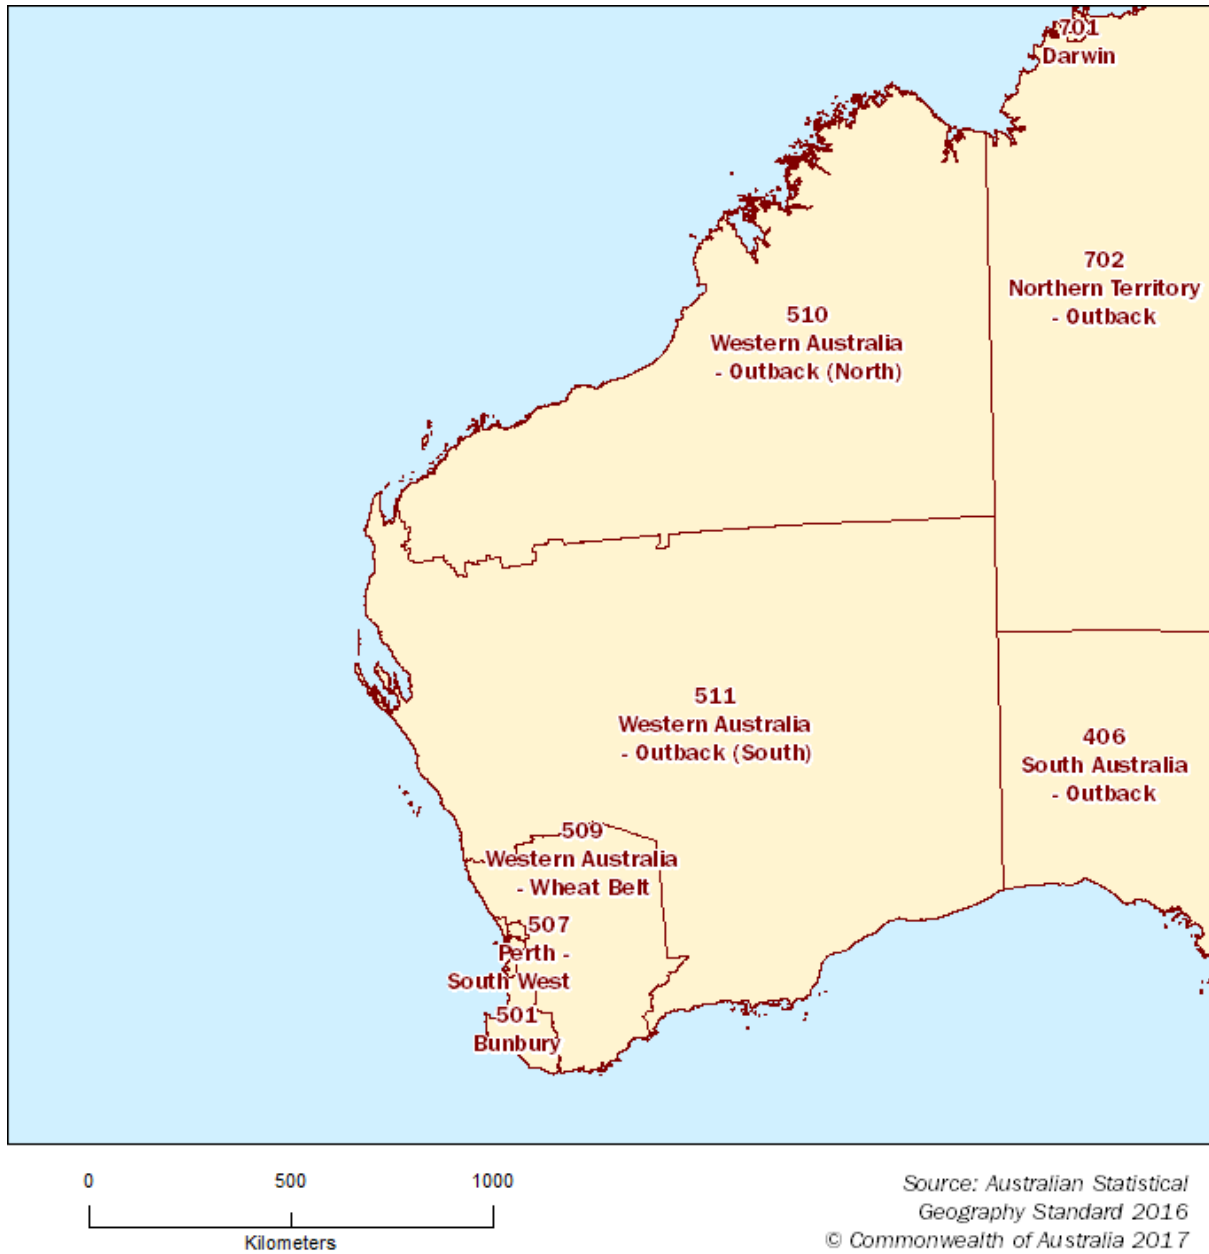 701
Darwin
702
Northern Territory
- Outback
510
Western Australia
- Outback (North)
511
Western Australia
- Outback (South)
406
South Australia
- Outback
509
Western Australia
- Wheat Belt
507
Perth -
South West
501
Bunbury
0 500 1000
Kilometers
Source: Australian Statistical
Geography Standard 2016
© Commonwealth of Australia 2017